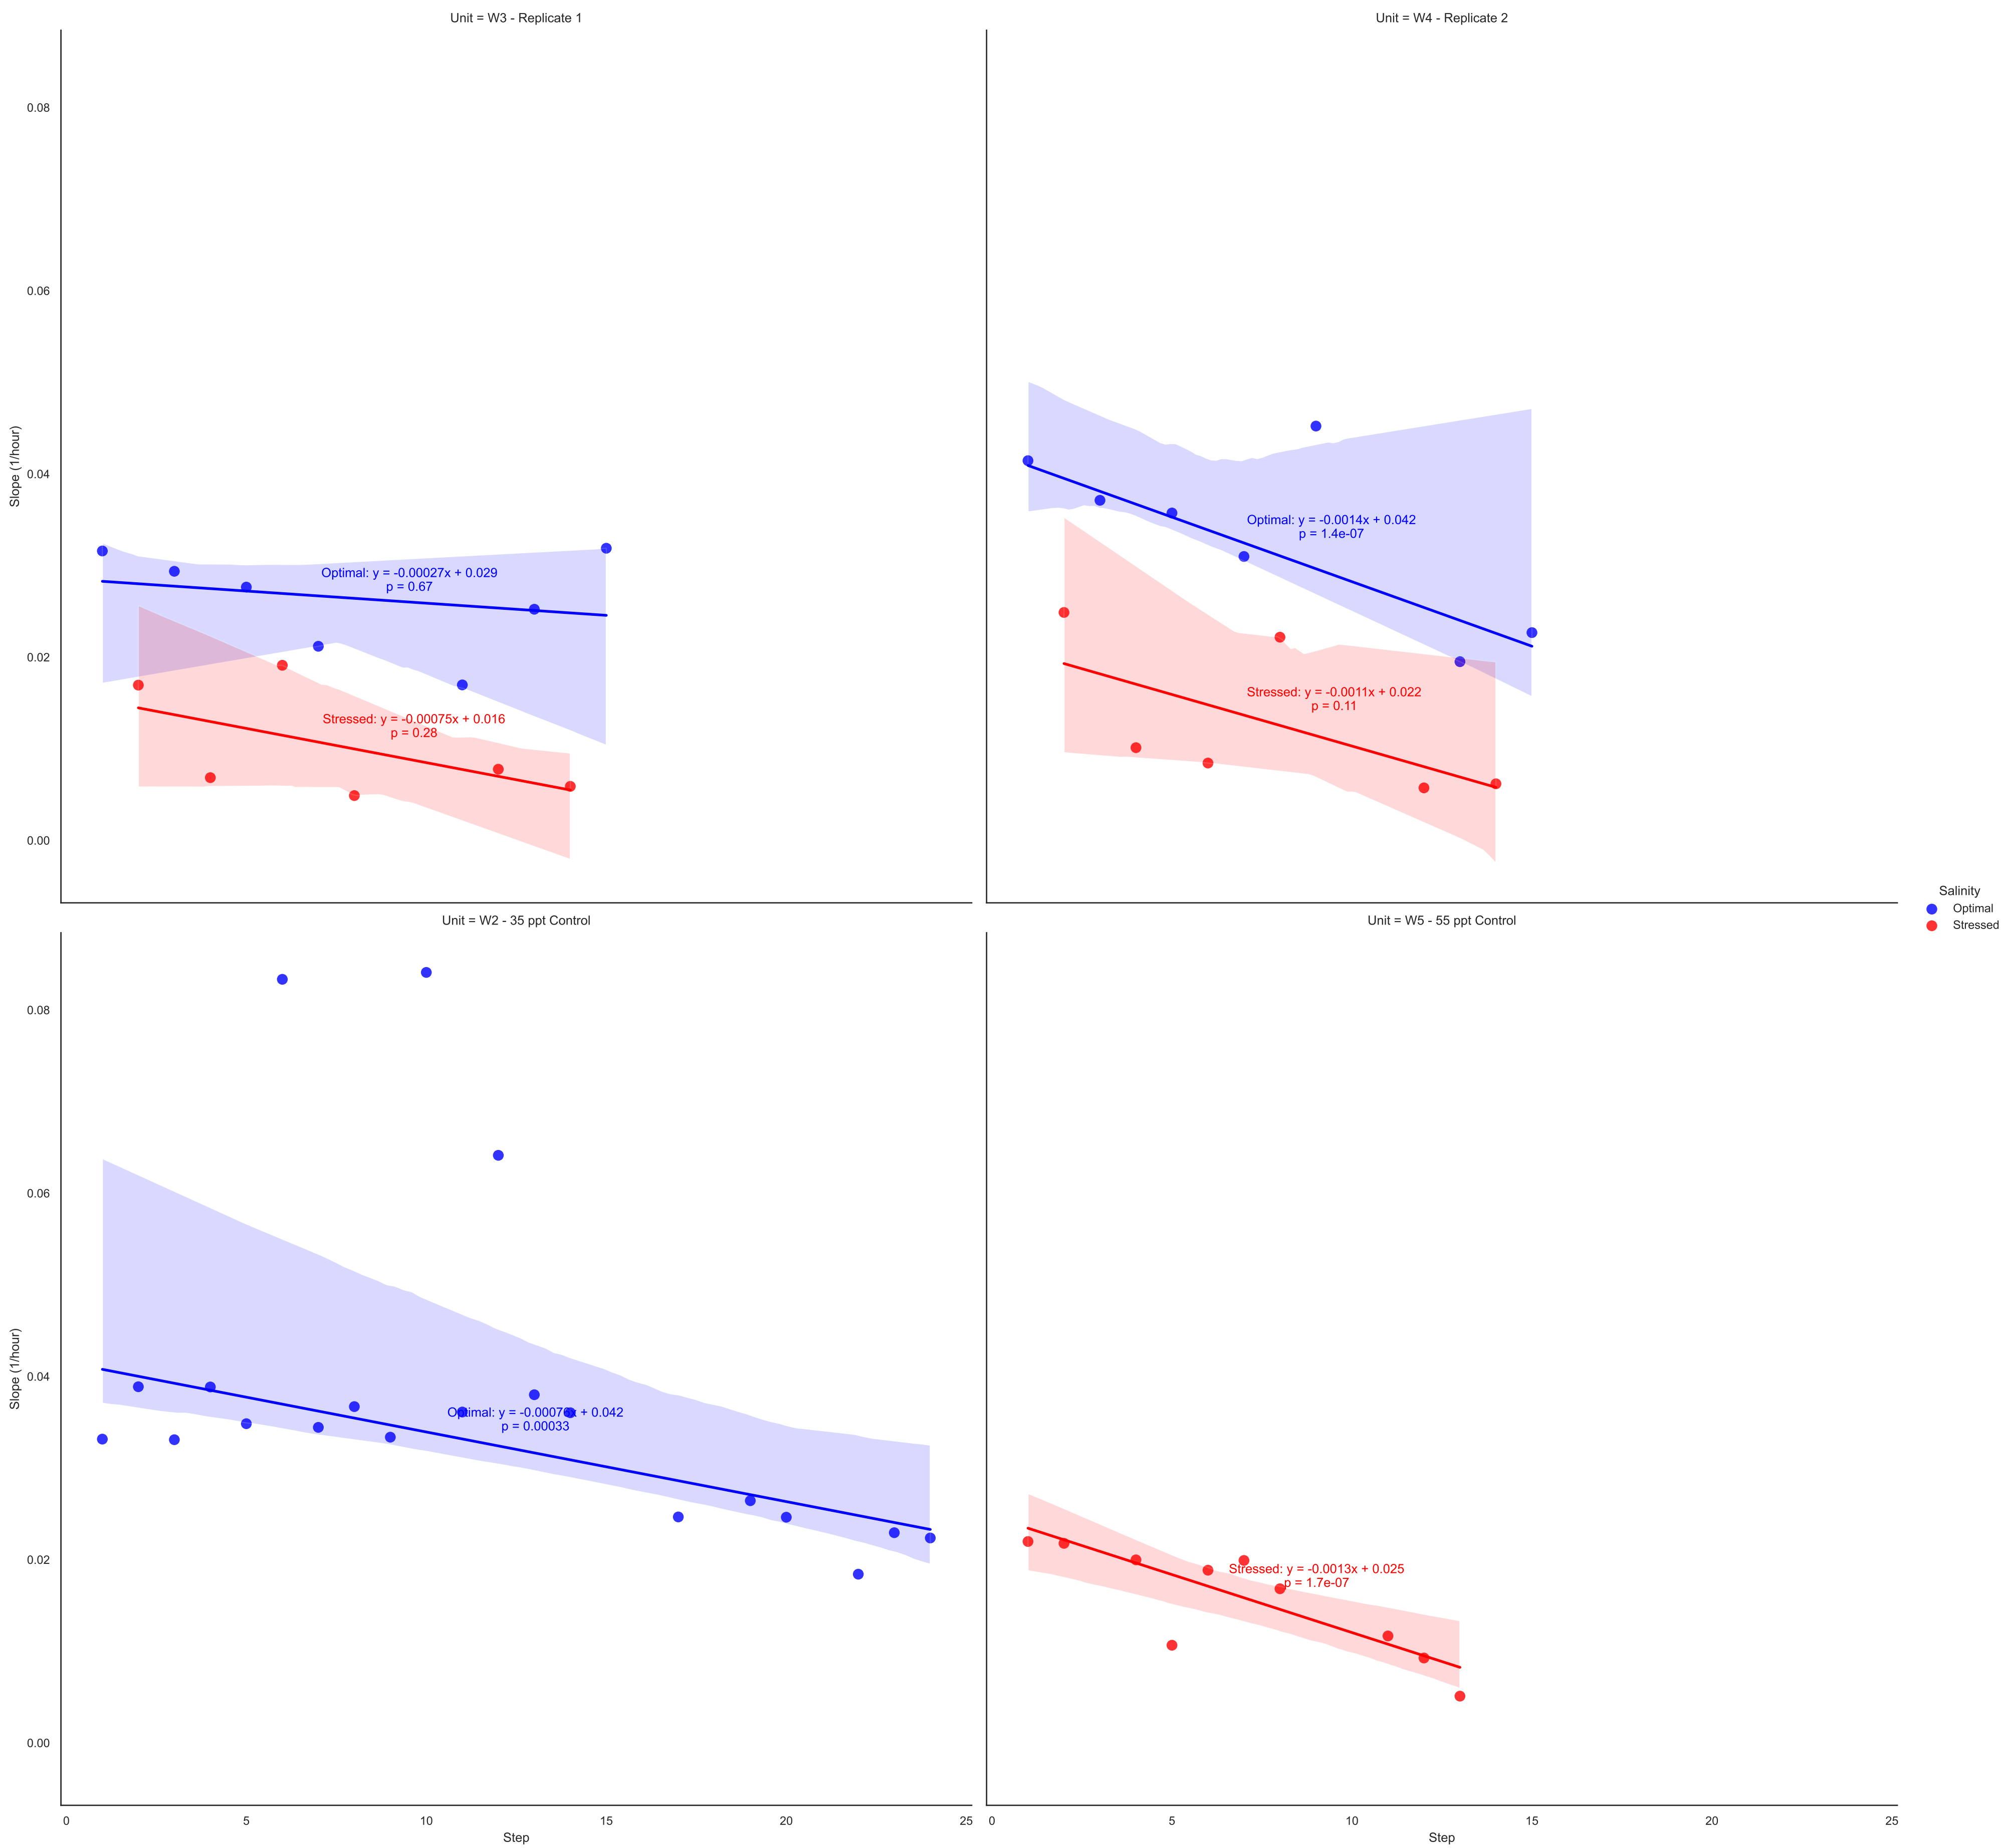 Unit = W3 - Replicate 1
0.08
0.06
0.04
0.02
0.00
Slope (1/hour)
Optimal: y = -0.00027x + 0.029
p = 0.67
Stressed: y = -0.00075x + 0.016
p = 0.28
Unit = W4 - Replicate 2
Optimal: y = -0.0014x + 0.042
p = 1.4e-07
Stressed: y = -0.0011x + 0.022
p = 0.11
Salinity
Optimal
Stressed
Unit = W2 - 35 ppt Control
0.08
0.06
0.04
0.02
0.00
Slope (1/hour)
Optimal: y = -0.00076x + 0.042
p = 0.00033
0 5 10 15 20 25
Step
Unit = W5 - 55 ppt Control
Stressed: y = -0.0013x + 0.025
p = 1.7e-07
0 5 10 15 20 25
Step